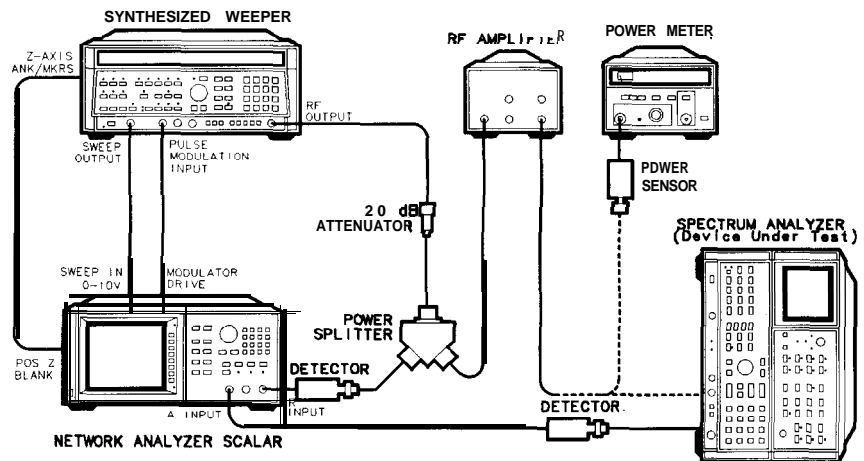 SYNTHESIZED WEEPER
Z-AXIS
ANK/MKRS
RF
OUTPUT
SWEEP
OUTPUT
PULSE
MODULATION
INPUT
RF AMPLIFIER
POWER METER
PDWER
SENSOR
20 dB
ATTENUATOR
SPECTRUM ANALYZER
(Device Under Test)
SWEEP IN
0-10V
MODULATOR
DRIVE
POWER
SPLITTER
POS Z
BLANK
DETECTOR
A INPUT
R
INPUT
DETECTOR.
NETWORK ANALYZER SCALAR